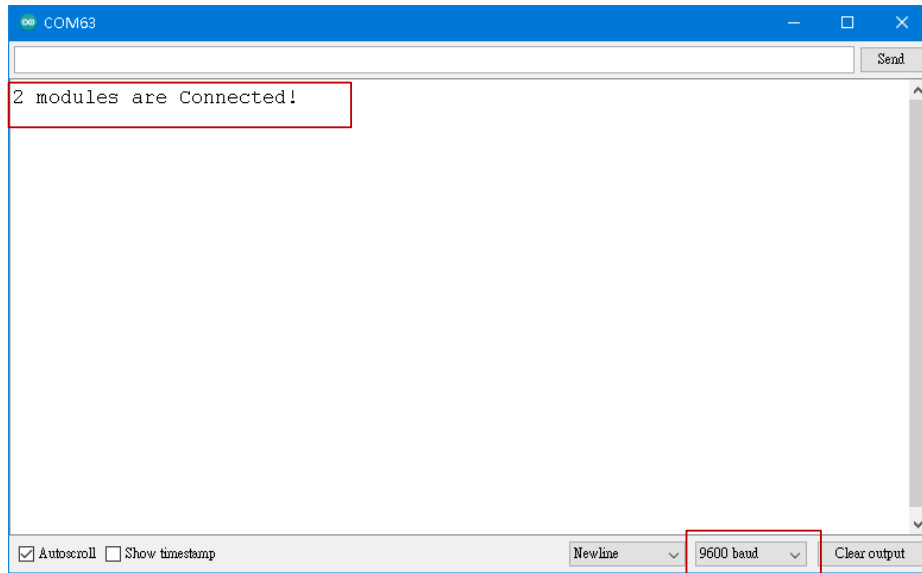 COM63
Send
2 modules are Connected!
Autoscroll Show timestamp Newline 9600 baud Clear output